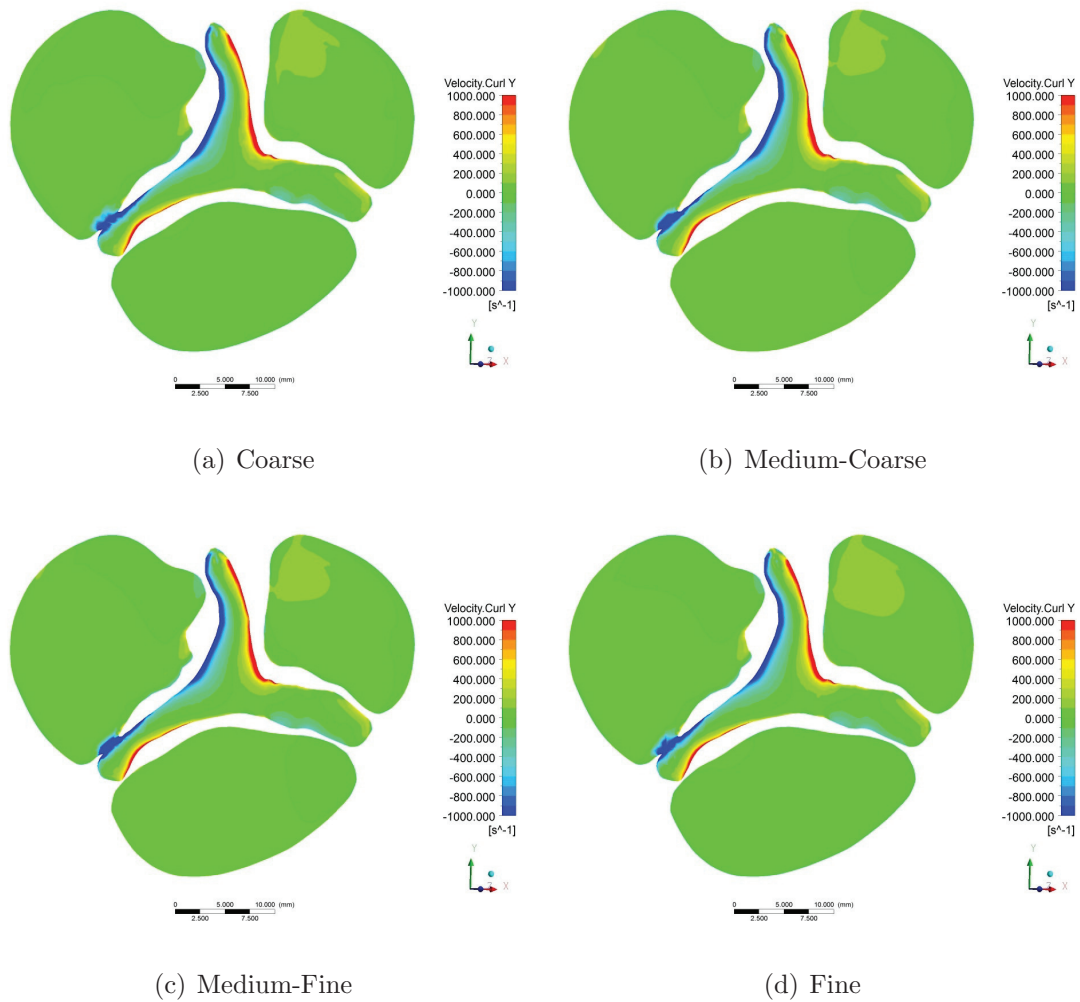 Velocity.Curl Y
1000.000
800.000
600.000
400.000
200.000
0.000
-200.000
-400.000
-600.000
-800.000
-1000.000
[s^-1]
Y
Z
X
0 5.000 10.000 (mm)
2.500 7.500
(a) Coarse
Velocity.Curl Y
1000.000
800.000
600.000
400.000
200.000
0.000
-200.000
-400.000
-600.000
-800.000
-1000.000
[s^-1]
Y
Z
X
0 5.000 10.000 (mm)
2.500 7.500
(b) Medium-Coarse
Velocity.Curl Y
1000.000
800.000
600.000
400.000
200.000
0.000
-200.000
-400.000
-600.000
-800.000
-1000.000
[s^-1]
Y
Z
X
0 5.000 10.000 (mm)
2.500 7.500
(c) Medium-Fine
Velocity.Curl Y
1000.000
800.000
600.000
400.000
200.000
0.000
-200.000
-400.000
-600.000
-800.000
-1000.000
[s^-1]
Y
Z
X
0 5.000 10.000 (mm)
2.500 7.500
(d) Fine